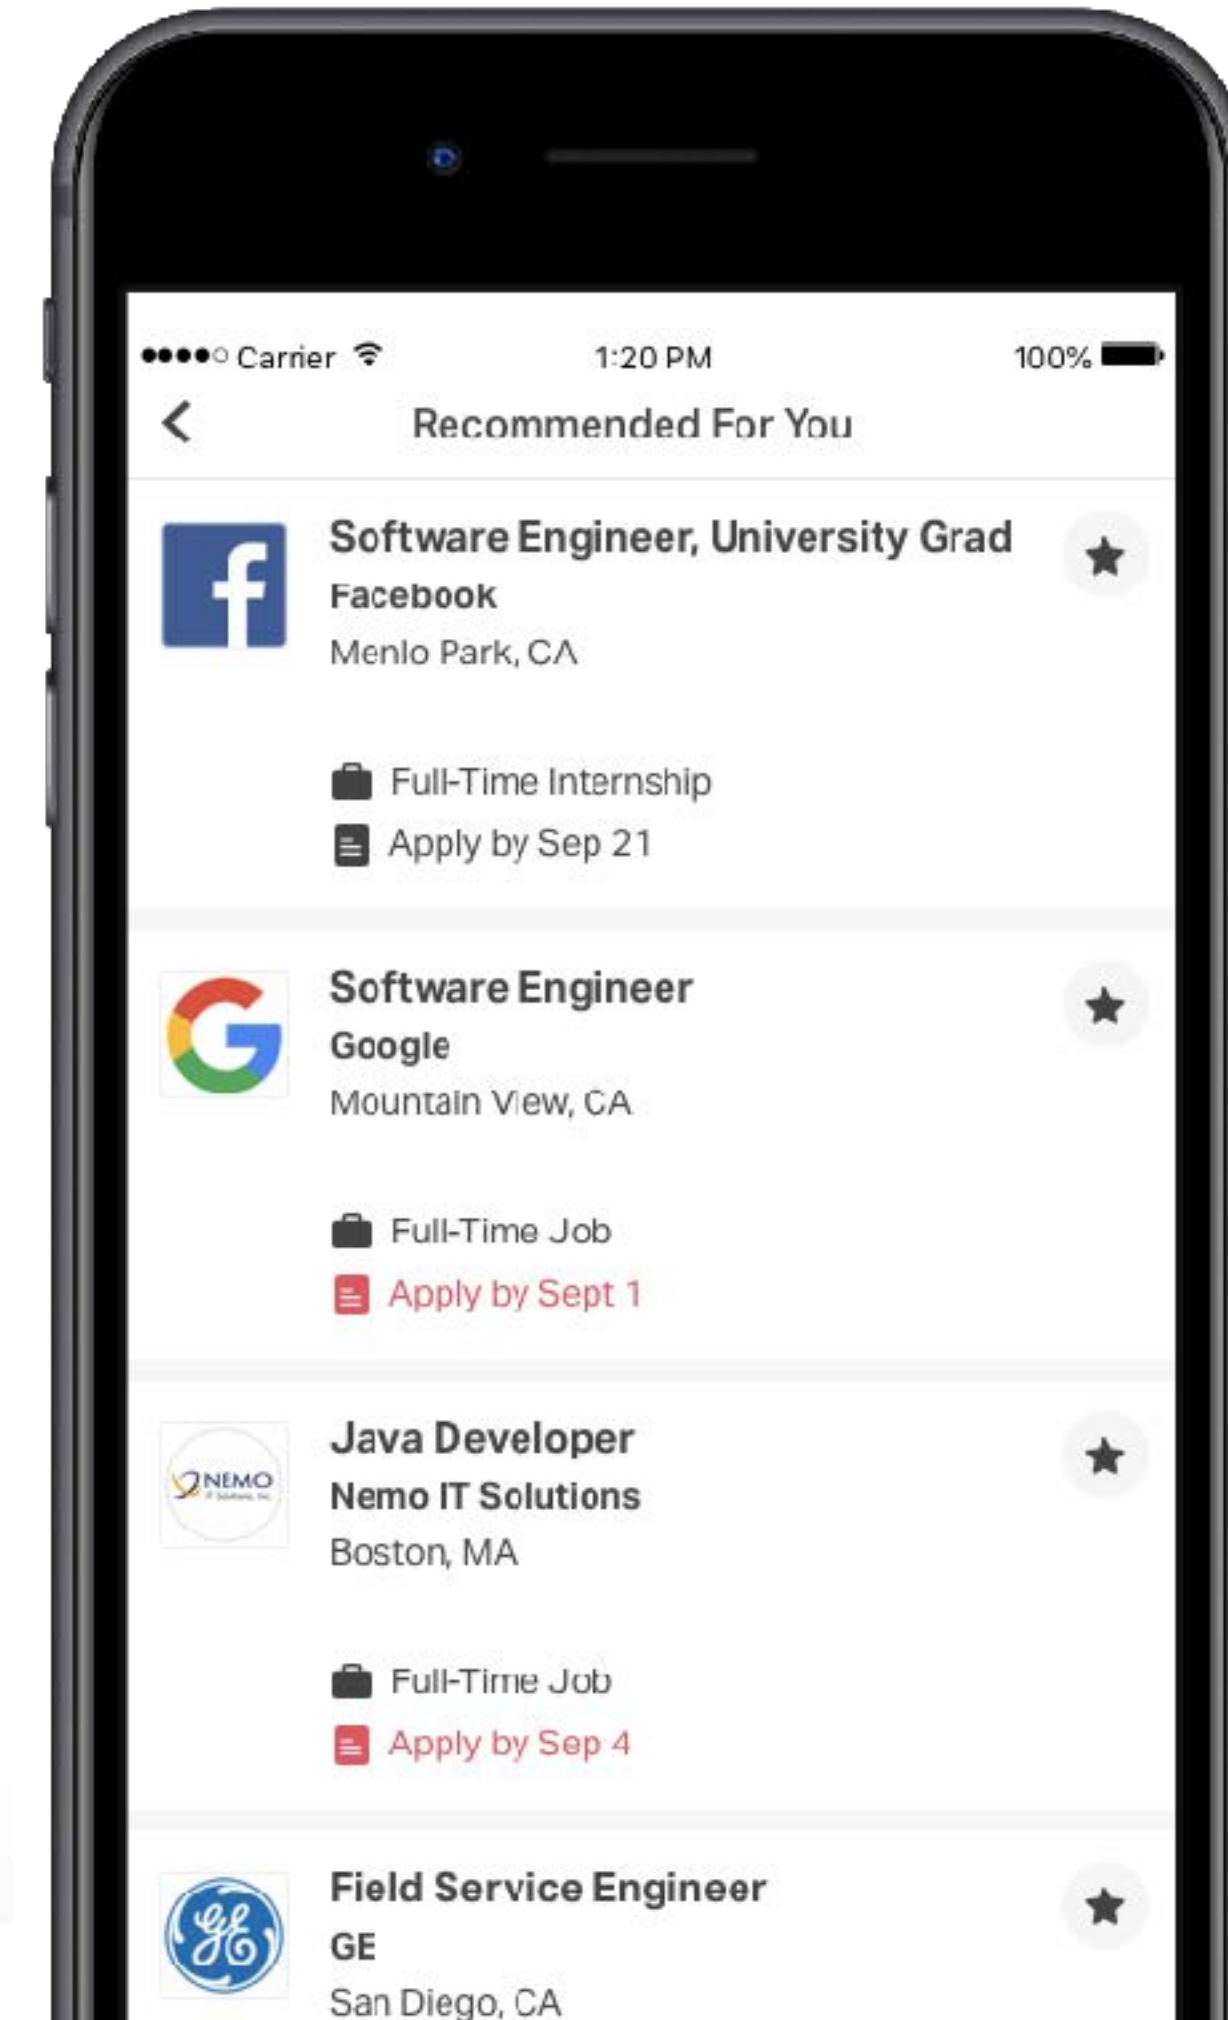 Carrier 1:20 PM 100%
Recommended For You
Software Engineer, University Grad
Facebook
Menlo Park, CA
Full-Time Internship
Apply by Sep 21
Software Engineer
Google
Mountain View, CA
Full-Time Job
Apply by Sept 1
NEMO
Java Developer
Nemo IT Solutions
Boston, MA
Full-Time Job
Apply by Sep 4
Field Service Engineer
GE
San Diego, CA